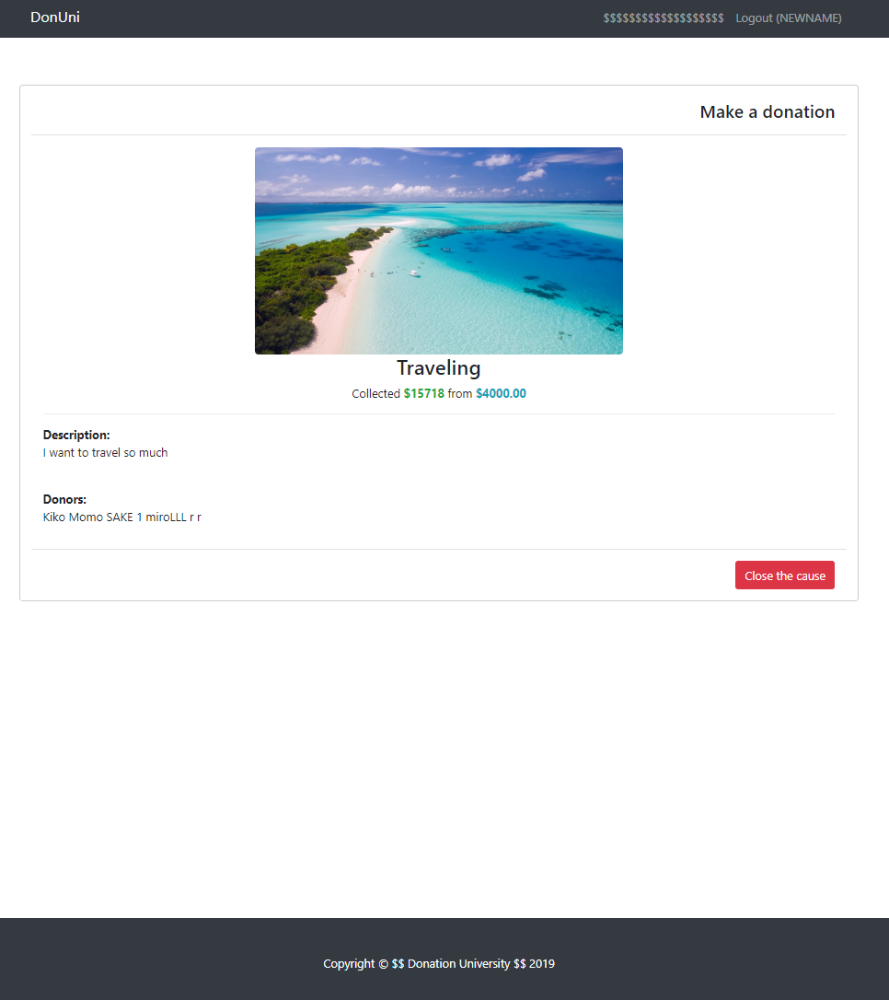 DonUni
$$$$$$$$$$$$$$$$$$$ Logout (NEWNAME)
Make a donation
Traveling
Collected $15718 from $4000.00
Description:
I want to travel so much
Donors:
Kiko Momo SAKE 1 miroLLL r r
Close the cause
Copyright © $$ Donation University $$ 2019